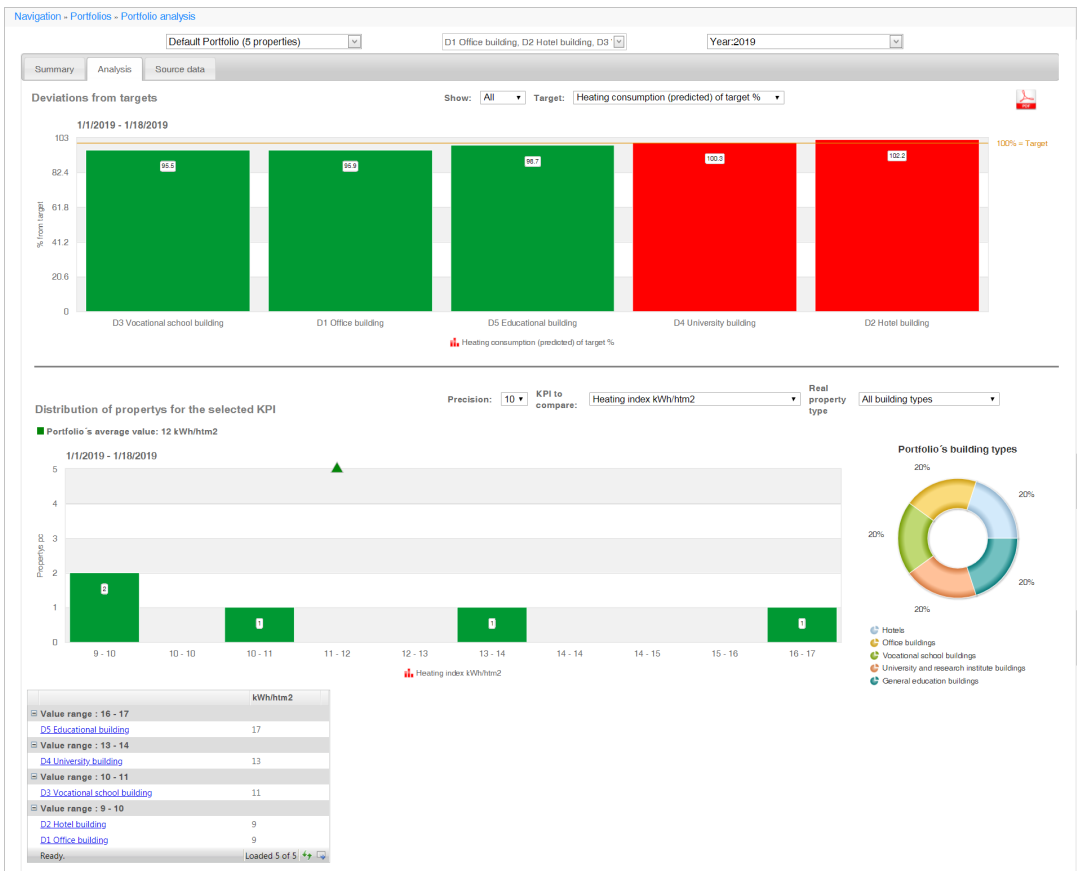 Navigation » Portfolios » Portfolio analysis
Default Portfolio (5 properties)
D1 Office building, D2 Hotel building, D3 '
Year:2019
Summary
Analysis
Source data
Deviations from targets
Show:
All
Target:
Heating consumption (predicted) of target %
PDF
1/1/2019 - 1/18/2019
103
82.4
61.8
41.2
20.6
0
% from target
95.5
95.9
98.7
100.3
102.2
100% = Target
D3 Vocational school building
D1 Office building
D5 Educational building
D4 University building
D2 Hotel building
Heating consumption (predicted) of target %
Distribution of propertys for the selected KPI
Precision:
10
KPI to
compare:
Heating index kWh/htm2
Real
property
type
All building types
Portfolio´s average value: 12 kWh/htm2
1/1/2019 - 1/18/2019
5
4
3
2
1
0
Propertys pc
2
1
1
1
9 - 10
10 - 10
10 - 11
11 - 12
12 - 13
13 - 14
14 - 14
14 - 15
15 - 16
16 - 17
Heating index kWh/htm2
Portfolio´s building types
20%
20%
20%
20%
20%
Hotels
Office buildings
Vocational school buildings
University and research institute buildings
General education buildings
kWh/htm2
Value range : 16 - 17
D5 Educational building 17
Value range : 13 - 14
D4 University building 13
Value range : 10 - 11
D3 Vocational school building 11
Value range : 9 - 10
D2 Hotel building 9
D1 Office building 9
Ready.
Loaded 5 of 5